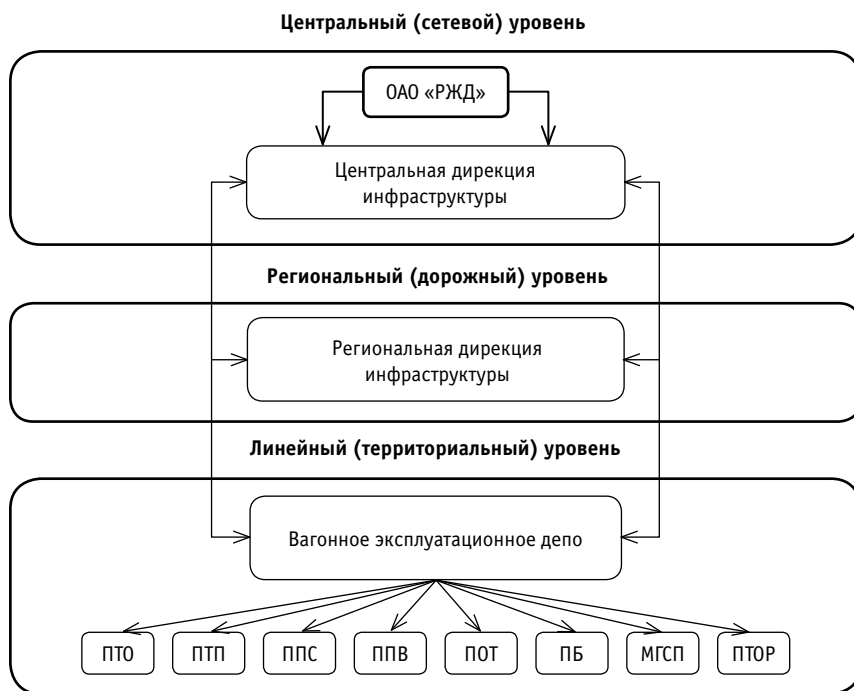 Центральный (сетевой) уровень
ОАО «РЖД»
Центральная дирекция
инфраструктуры
Региональный (дорожный) уровень
Региональная дирекция
инфраструктуры
Линейный (территориальный) уровень
Вагонное эксплуатационное депо
ПТО ПТП ППС ППВ ПОТ ПБ МГСП ПТОР